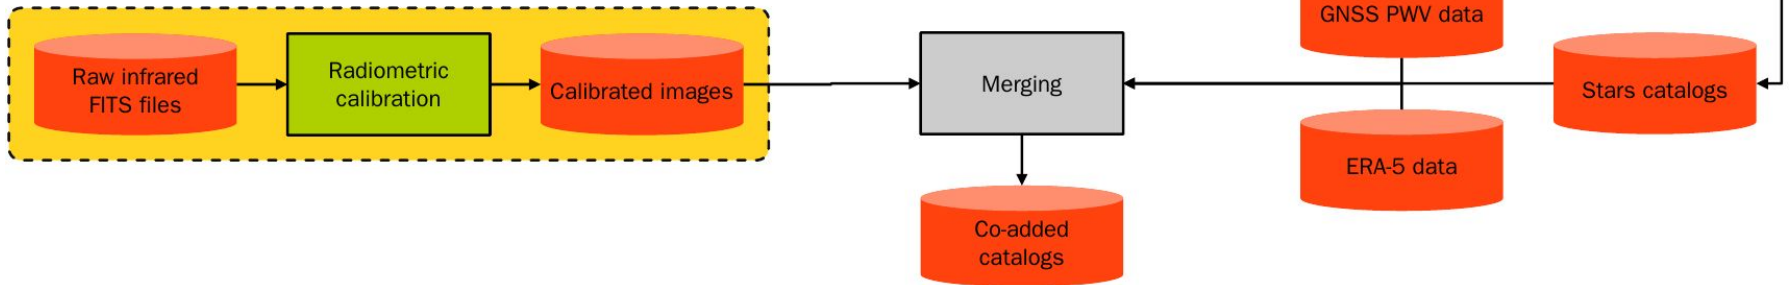 Raw infrared
FITS files
Radiometric
calibration
Calibrated images
Merging
Co-added
catalogs
GNSS PWV data
ERA-5 data
Stars catalogs